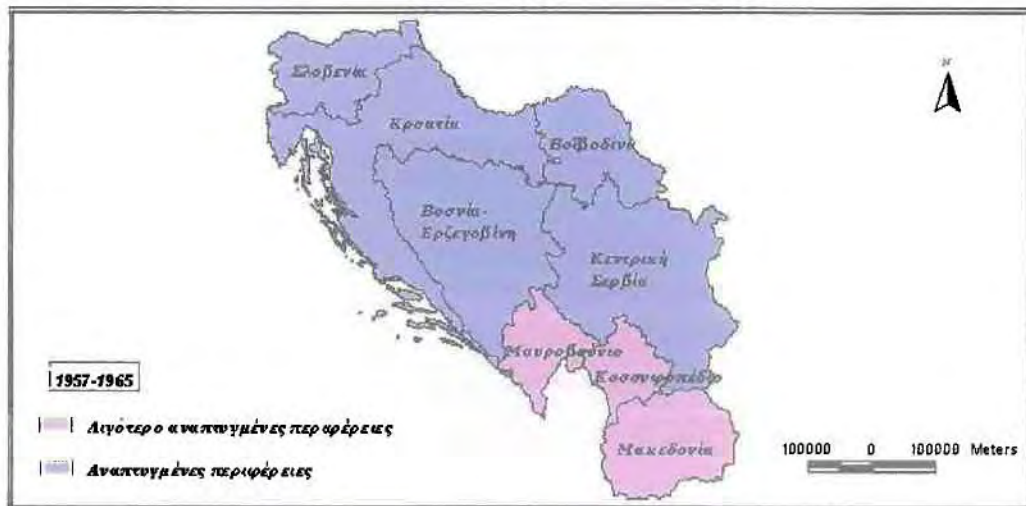 N
Σλοβενία
Κροατία
Βοϊβοδίνα
Βοσνία-
Ερζεγοβίνη
Κεντρική
Σερβία
Μαυροβούνιο
Κοσσυφοπέδιο
Μακεδονία
1957-1965
Λιγότερο αναπτυγμένες περιφέρειες
Αναπτυγμένες περιφέρειες
100000 0 100000 Meters